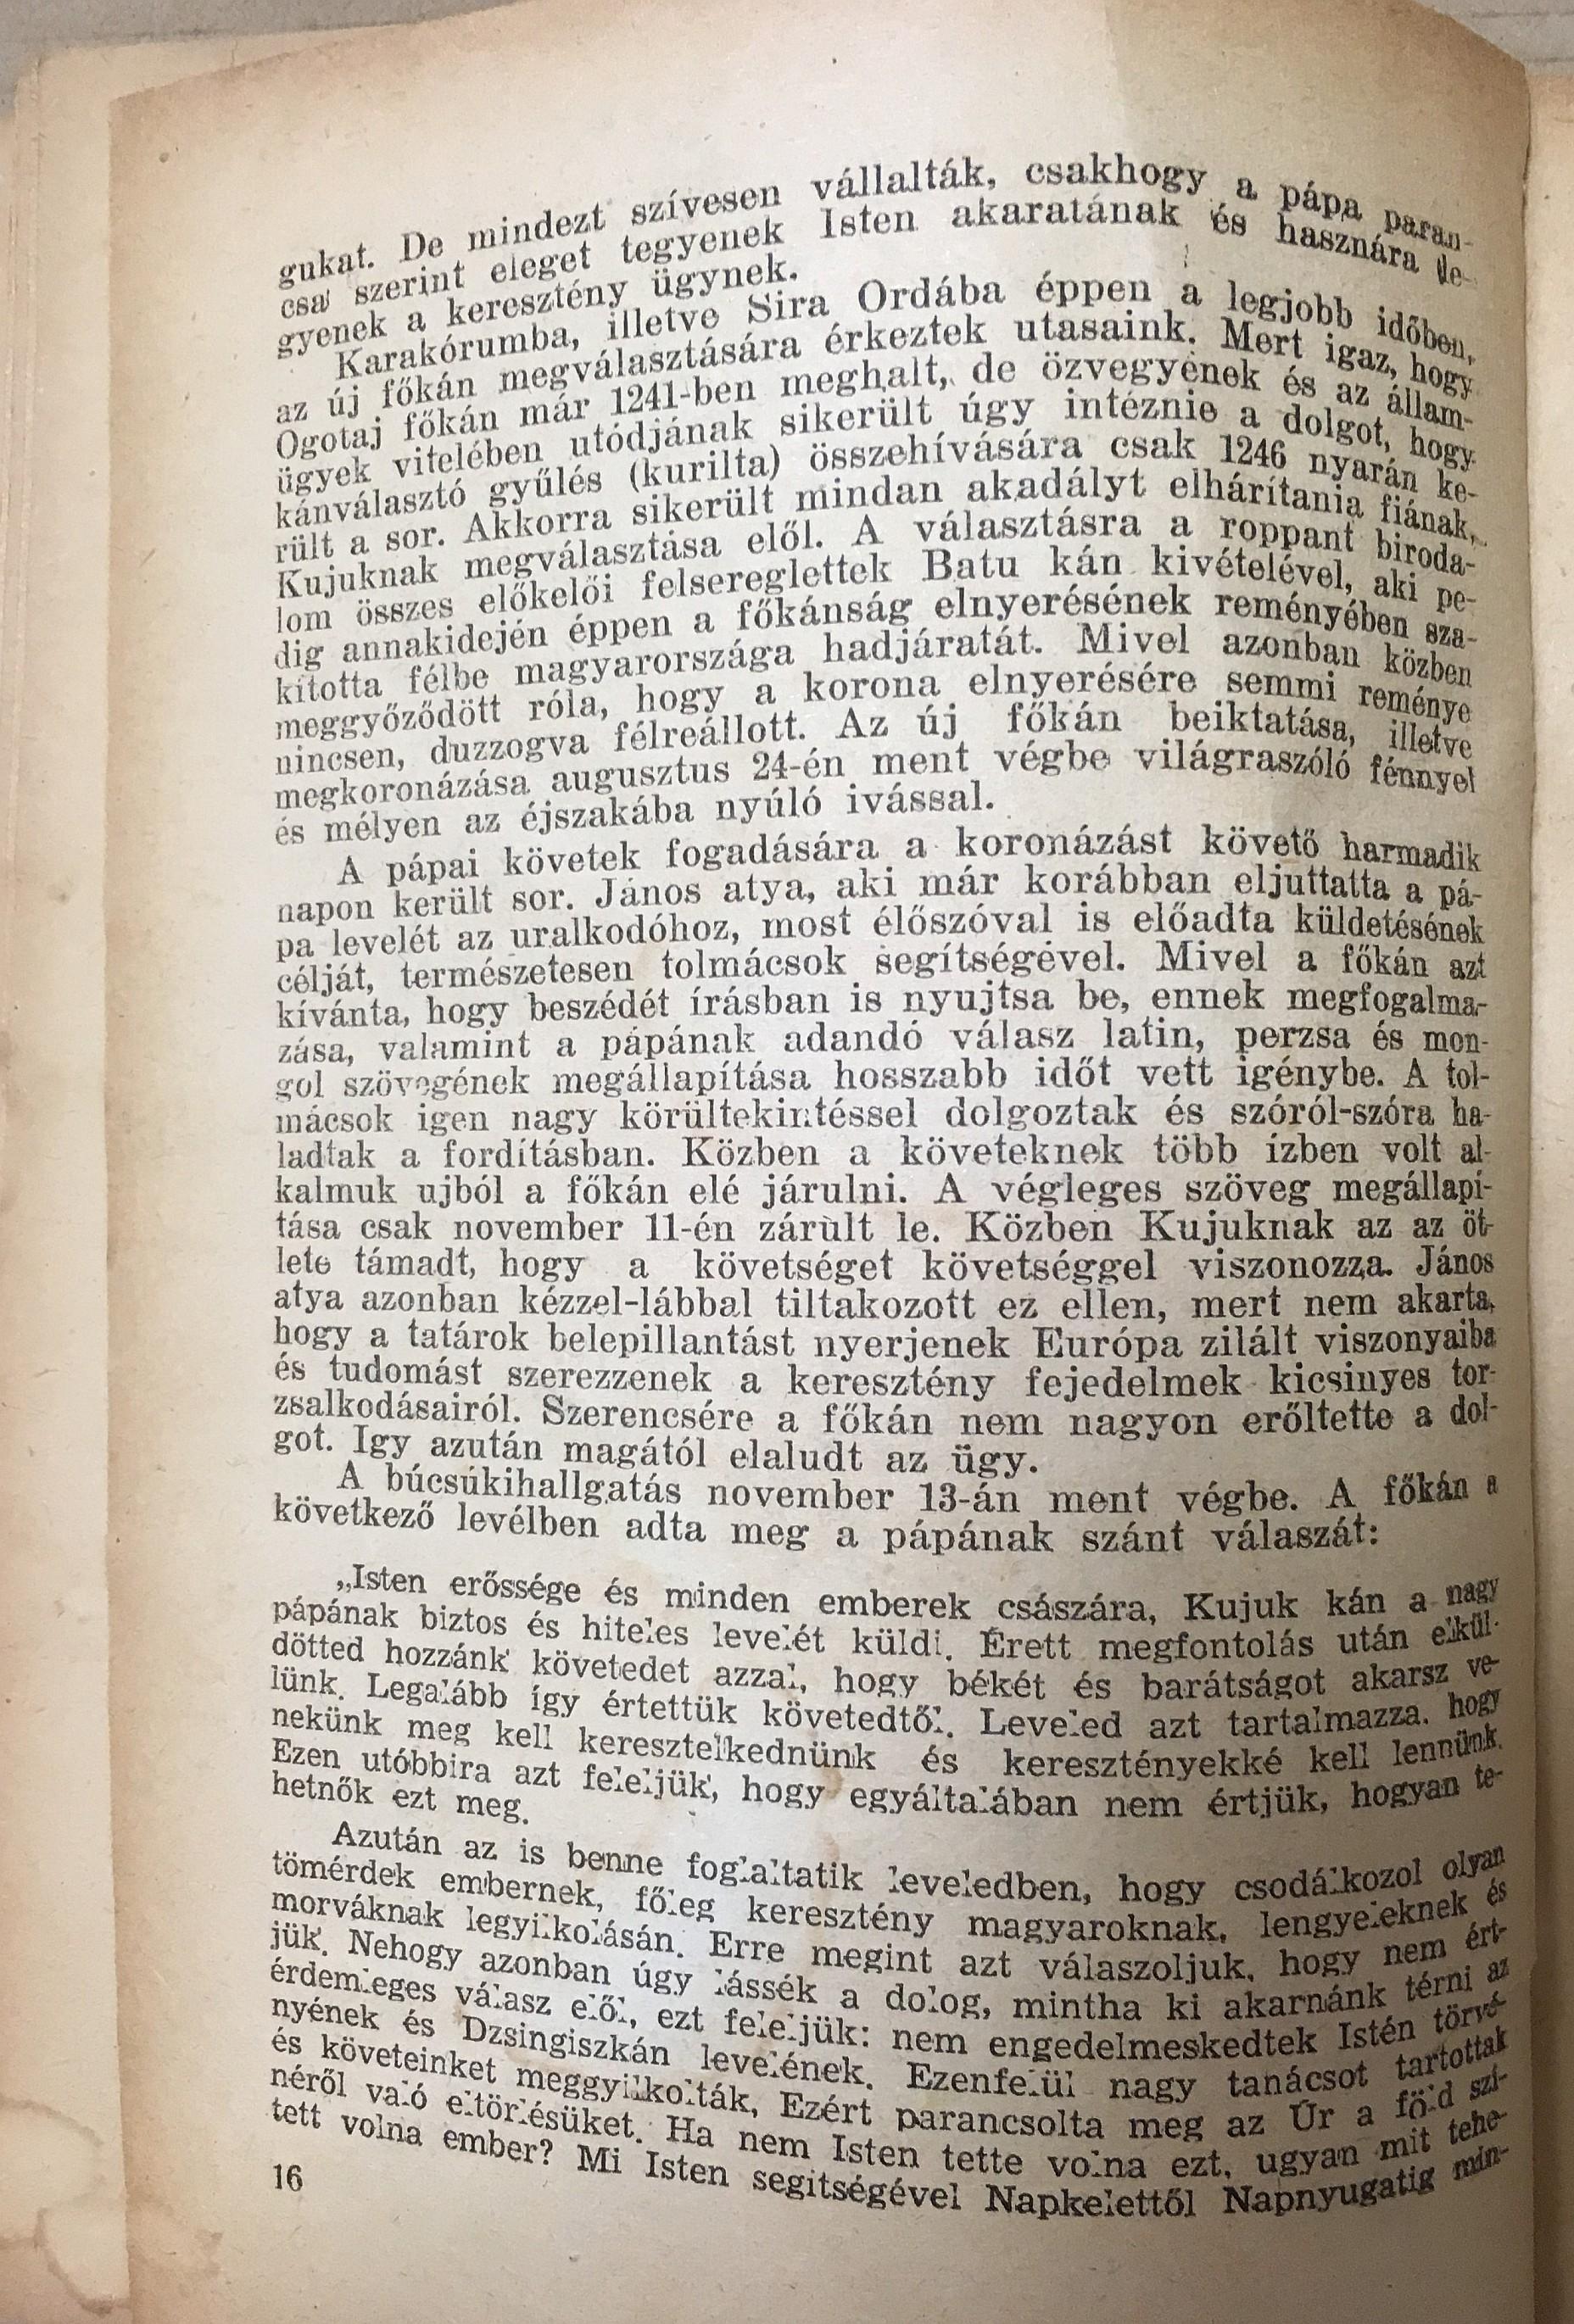 gukat. De mindezt szívesen vállalták, csakhogy a pápa paran-
csa szerint eleget tegyenek Isten akaratának és hasznára le-
gyenek a keresztény ügynek.
Karakórumba, illetve Sira Ordába éppen a legjobb időben,
az új főkán megválasztására érkeztek utasaink. Mert igaz, hogy
Ogotaj főkán már 1241-ben meghalt, de özvegyének és az állam-
ügyek vitelében utódjának sikerült úgy intéznie a dolgot, hogy
kánválasztó gyűlés (kurilta) összehívására csak 1246 nyarán ke-
rült a sor. Akkorra sikerült mindan akadályt elhárítania fiának,
Kujuknak megválasztása elől. A választásra a roppant biroda-
lom összes előkelői felsereglettek Batu kán kivételével, aki pe-
dig annakidején éppen a főkánság elnyerésének reményében sza-
kította félbe magyarországa hadjáratát. Mivel azonban közben
meggyőződött róla, hogy a korona elnyerésére semmi reménye
nincsen, duzzogva félreállott. Az új főkán beiktatása, illetve
megkoronázása augusztus 24-én ment végbe világraszóló fénnyel
és mélyen az éjszakába nyúló ivással.
A pápai követek fogadására a koronázást követő harmadik
napon került sor. János atya, aki már korábban eljuttatta a pá-
pa levelét az uralkodóhoz, most élőszóval is előadta küldetésének
célját, természetesen tolmácsok segítségével. Mivel a főkán azt
kívánta, hogy beszédét írásban is nyujtsa be, ennek megfogalma-
zása, valamint a pápának adandó válasz latin, perzsa és mon-
gol szövegének megállapítása hosszabb időt vett igénybe. A tol-
mácsok igen nagy körültekintéssel dolgoztak és szóról-szóra ha-
ladtak a fordításban. Közben a követeknek több ízben volt al-
kalmuk ujból a főkán elé járulni. A végleges szöveg megállapi-
tása csak november 11-én zárult le. Közben Kujuknak az az öt-
lete támadt, hogy a követséget követséggel viszonozza. János
atya azonban kézzel-lábbal tiltakozott ez ellen, mert nem akarta,
hogy a tatárok belepillantást nyerjenek Európa zilált viszonyaiba
és tudomást szerezzenek a keresztény fejedelmek kicsinyes tor-
zsalkodásairól. Szerencsére a főkán nem nagyon erőltette a dol-
got. Igy azután magától elaludt az ügy.
A búcsúkihallgatás november 13-án ment végbe. A főkán a
következő levélben adta meg a pápának szánt válaszát:
„Isten erőssége és minden emberek császára, Kujuk kán a nagy
pápának biztos és hiteles levelét küldi. Érett megfontolás után elkül-
dötted hozzánk követedet azzal, hogy békét és barátságot akarsz ve-
lünk. Legalább így értettük követedtől. Leveled azt tartalmazza. hogy
nekünk meg kell keresztelkednünk és keresztényekké kell lennünk.
Ezen utóbbira azt feleljük, hogy egyáltalában nem értjük, hogyan te-
hetnők ezt meg.
Azután az is benne foglaltatik leveledben, hogy csodálkozol olyan
tömérdek embernek, főleg keresztény magyaroknak, lengyeleknek és
morváknak legyilkolásán. Erre megint azt válaszoljuk, hogy nem ért-
jük. Nehogy azonban úgy lássék a dolog, mintha ki akarnánk térni az
érdemleges válasz elől, ezt feleljük: nem engedelmeskedtek Istén törvé-
nyének és Dzsingiszkán levelének. Ezenfelül nagy tanácsot tartottak
és követeinket meggyilkolták, Ezért parancsolta meg az Úr a föld szí-
néről való eltörlésüket. Ha nem Isten tette volna ezt, ugyan mit tehe-
tett volna ember? Mi Isten segitségével Napkelettől Napnyugatig min-
16